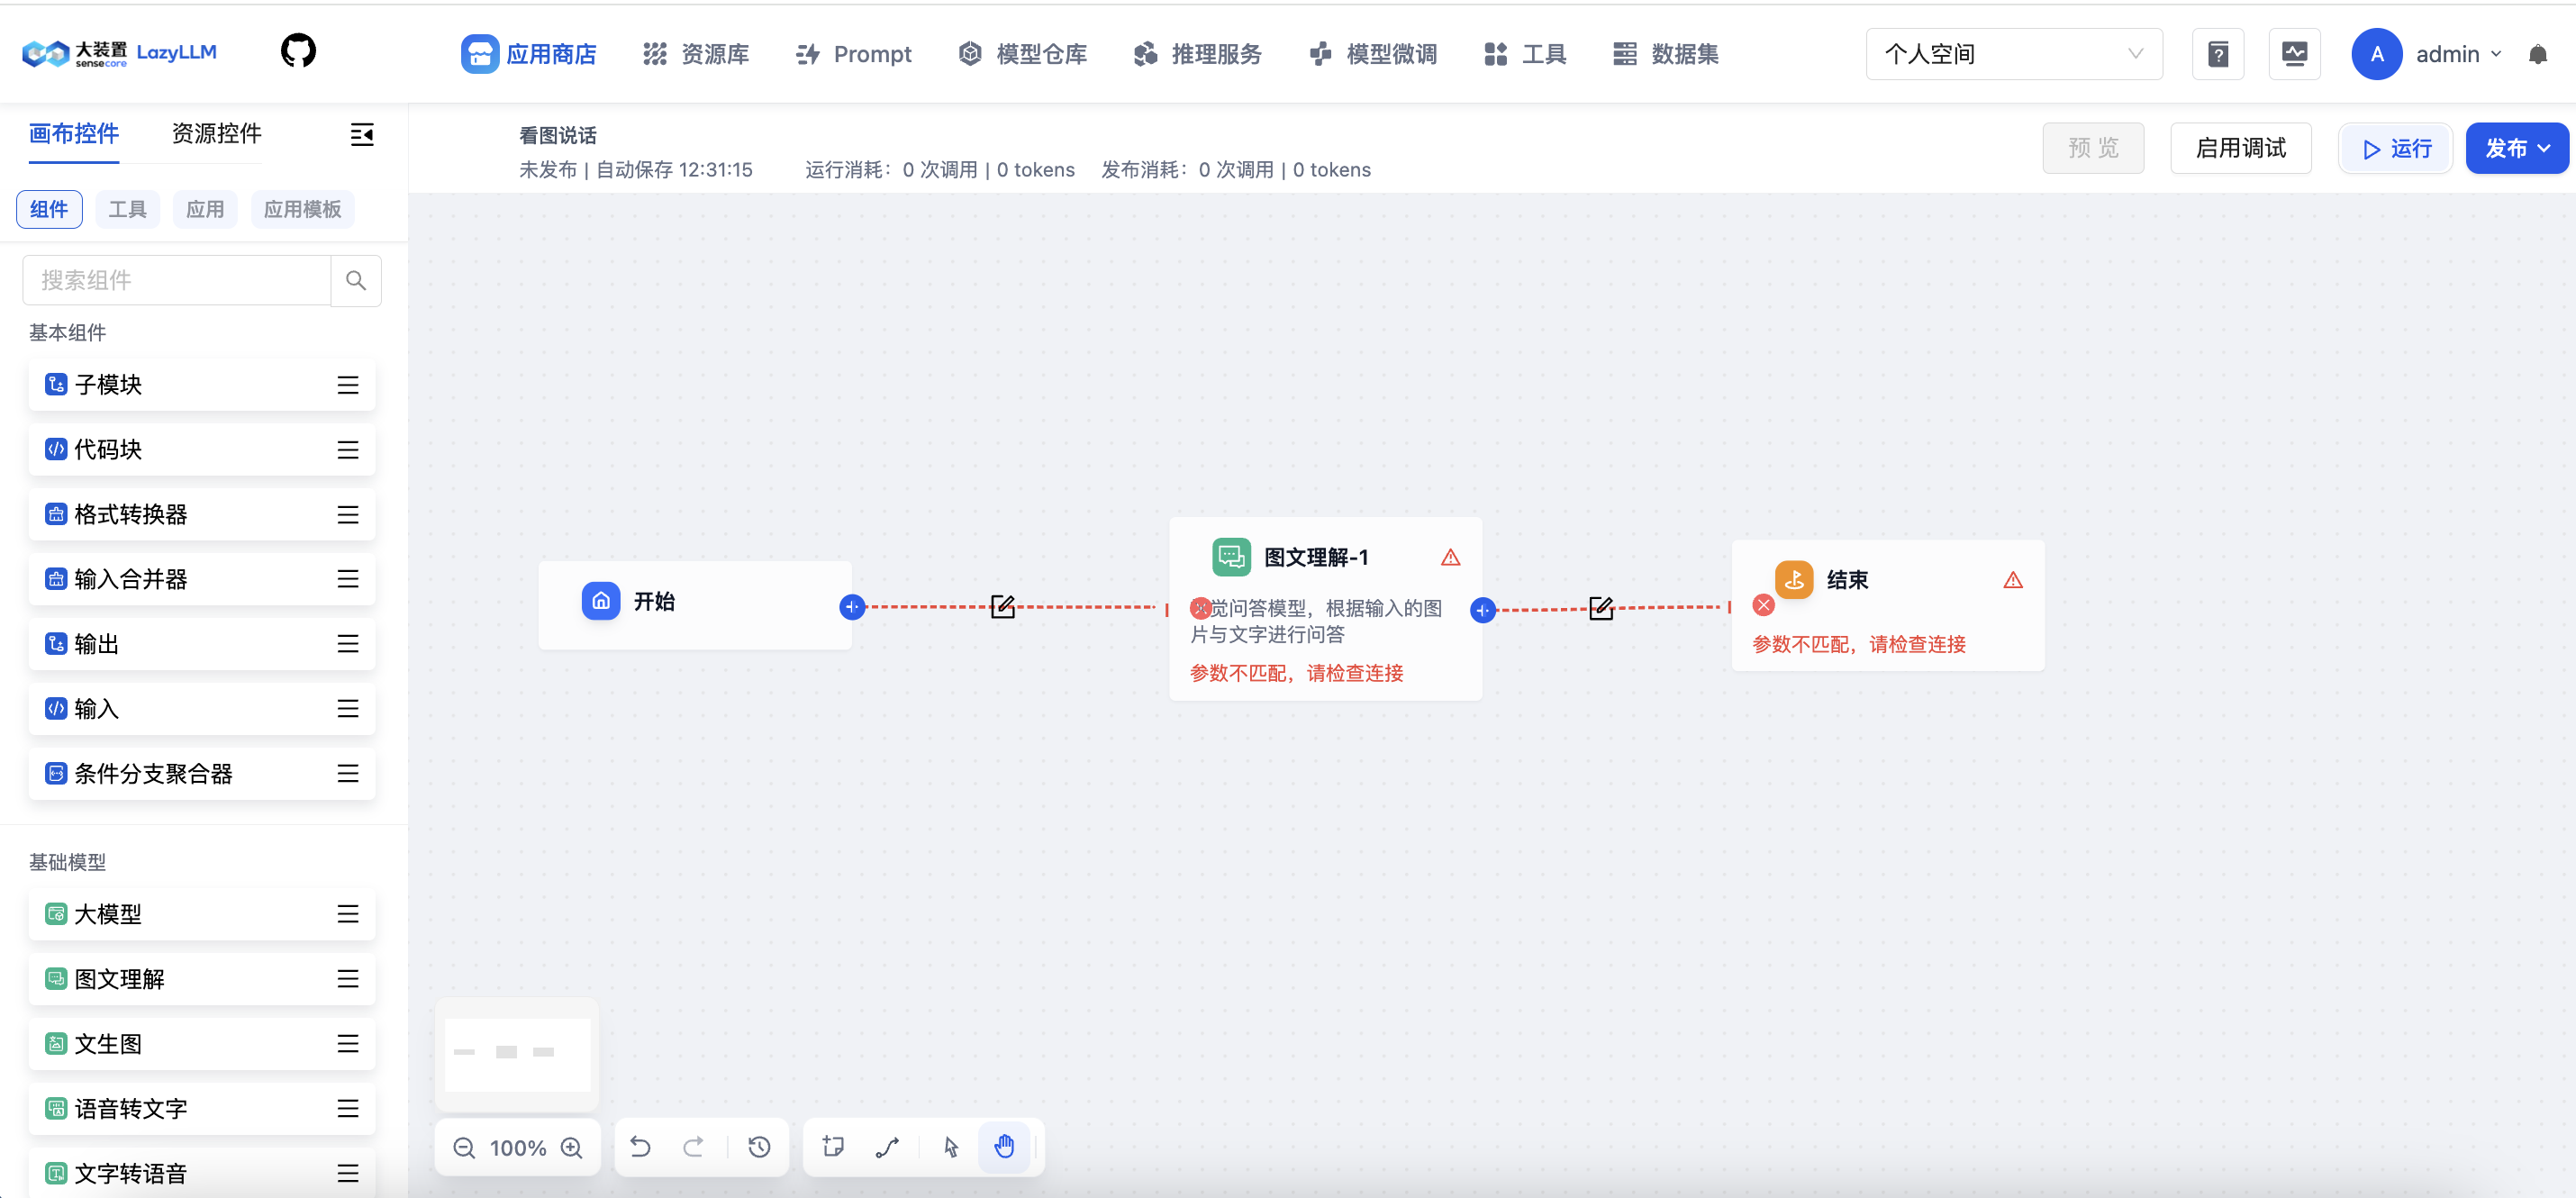 大装置 sensecore LazyLLM
应用商店
资源库
Prompt
模型仓库
推理服务
模型微调
工具
数据集
个人空间
A
admin
画布控件
资源控件
看图说话
未发布 | 自动保存 12:31:15
运行消耗：0 次调用 | 0 tokens
发布消耗：0 次调用 | 0 tokens
预 览
启用调试
运行
发布
组件
工具
应用
应用模板
搜索组件
基本组件
子模块
代码块
格式转换器
输入合并器
输出
输入
条件分支聚合器
基础模型
大模型
图文理解
文生图
语音转文字
文字转语音
开始
图文理解-1
觉问答模型，根据输入的图
片与文字进行问答
参数不匹配，请检查连接
结束
参数不匹配，请检查连接
100%